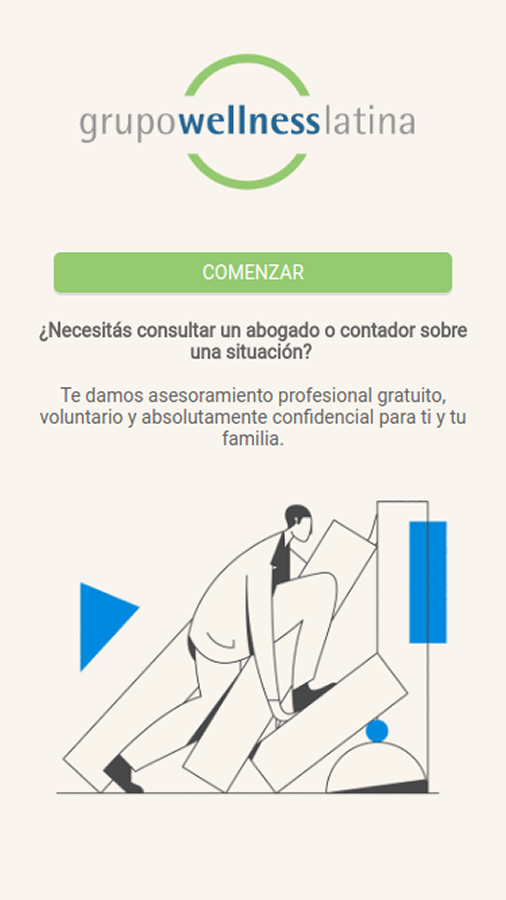 grupowellnesslatina
COMENZAR
¿Necesitás consultar un abogado o contador sobre
una situación?
Te damos asesoramiento profesional gratuito,
voluntario y absolutamente confidencial para ti y tu
familia.